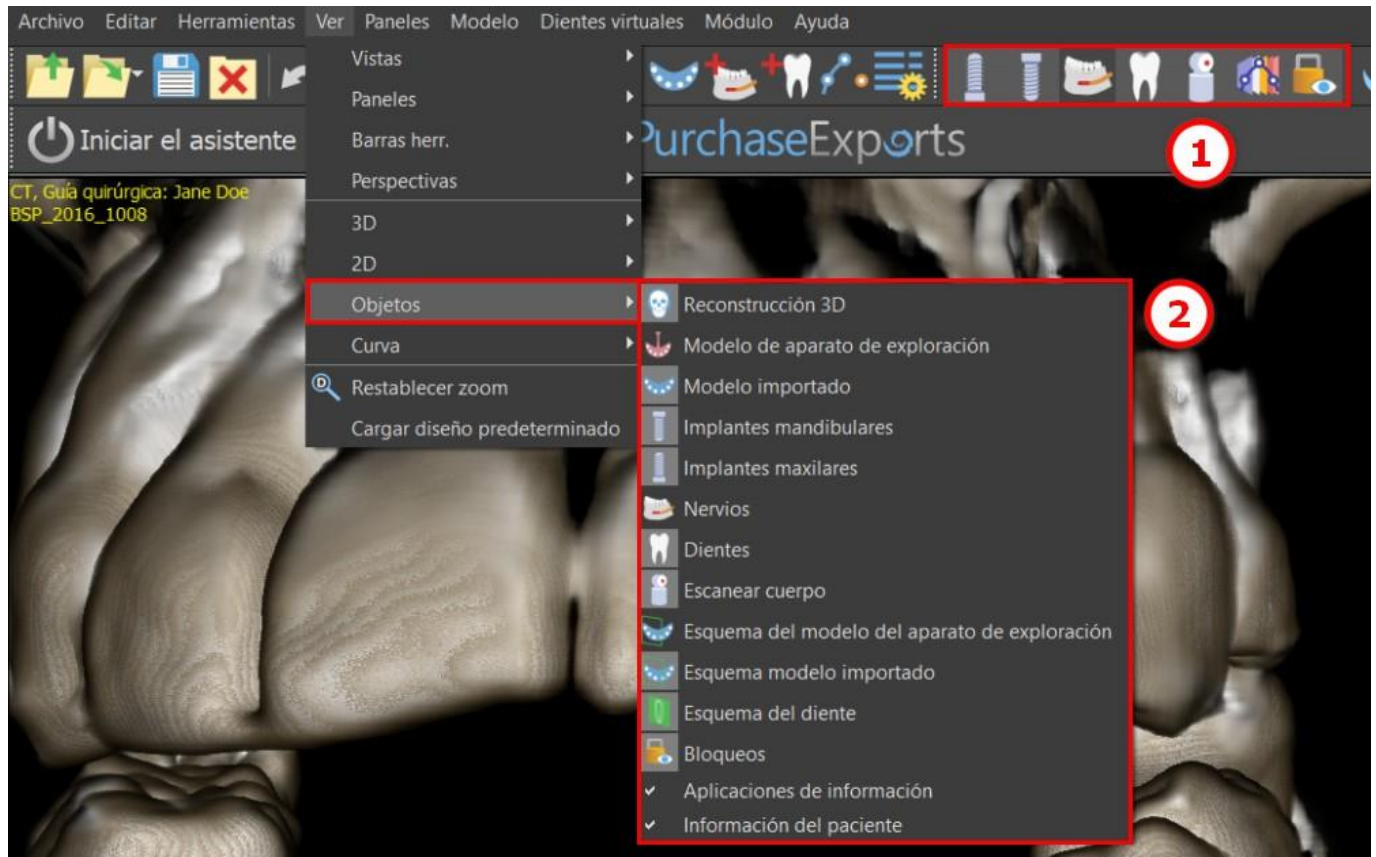 Archivo Editar Herramientas Ver Paneles Modelo Dientes virtuales Módulo Ayuda
Iniciar el asistente
PurchaseExports
1
CT, Guía quirúrgica: Jane Doe
BSP_2016_1008
Vistas
Paneles
Barras herr.
Perspectivas
3D
2D
Objetos
Curva
D
Restablecer zoom
Cargar diseño predeterminado
2
Reconstrucción 3D
Modelo de aparato de exploración
Modelo importado
Implantes mandibulares
Implantes maxilares
Nervios
Dientes
Escanear cuerpo
Esquema del modelo del aparato de exploración
Esquema modelo importado
Esquema del diente
Bloqueos
Aplicaciones de información
Información del paciente